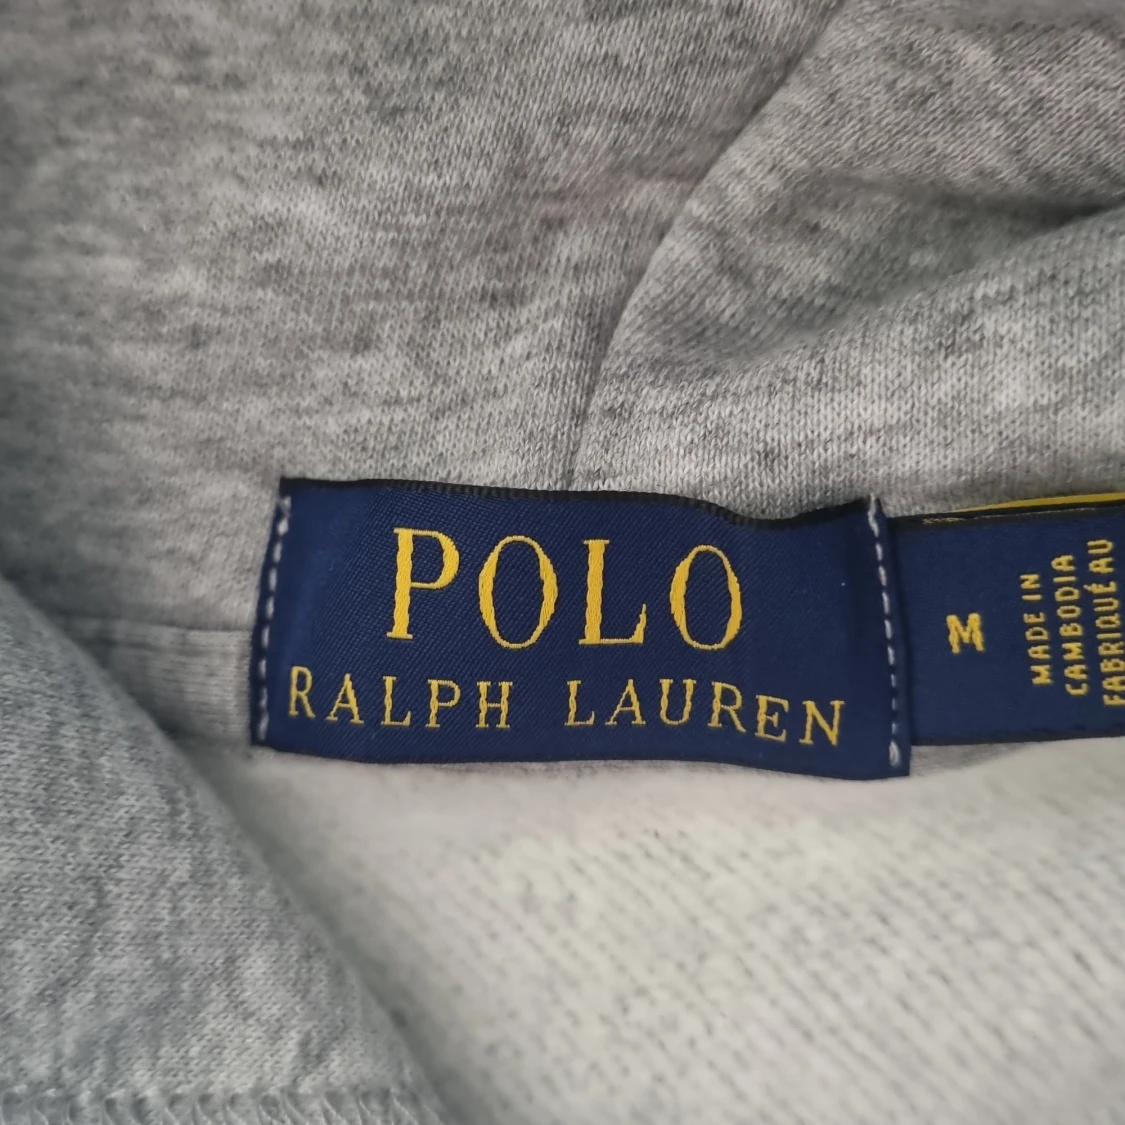 POLO
RALPH LAUREN
M
MADE IN
CAMBODIA
FABRIQUÉ AU